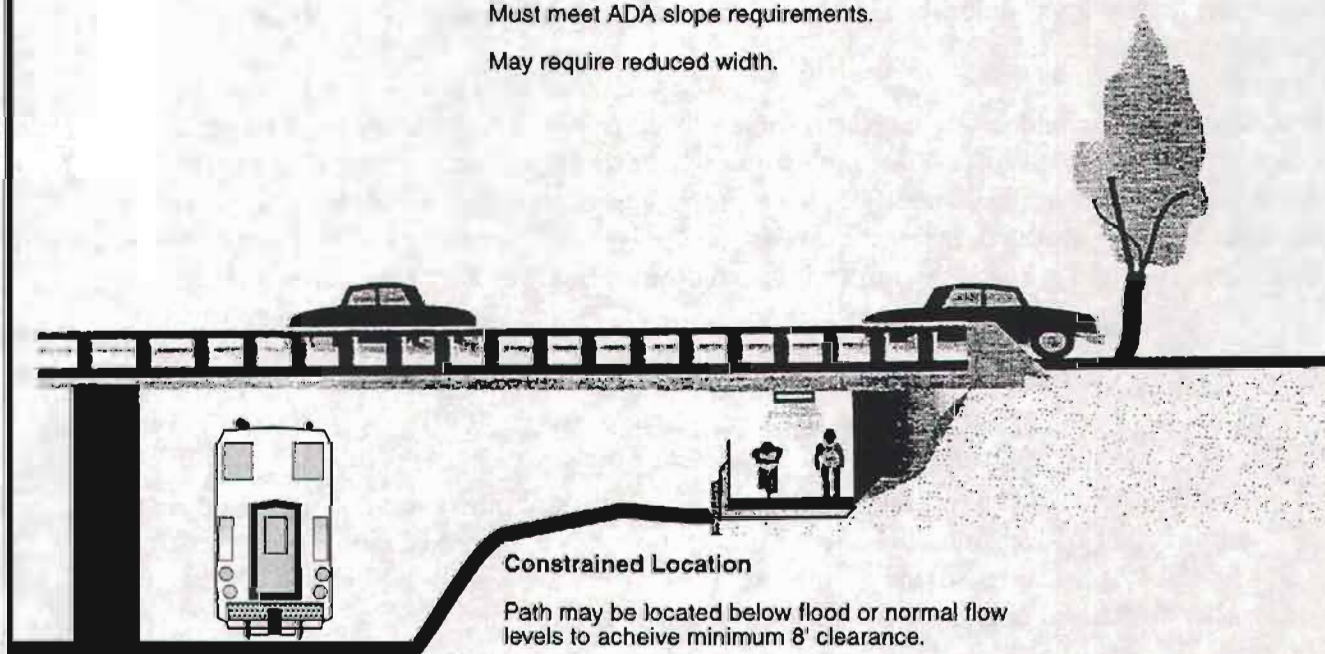 Must meet ADA slope requirements.
May require reduced width.
Constrained Location
Path may be located below flood or normal flow
levels to acheive minimum 8' clearance.